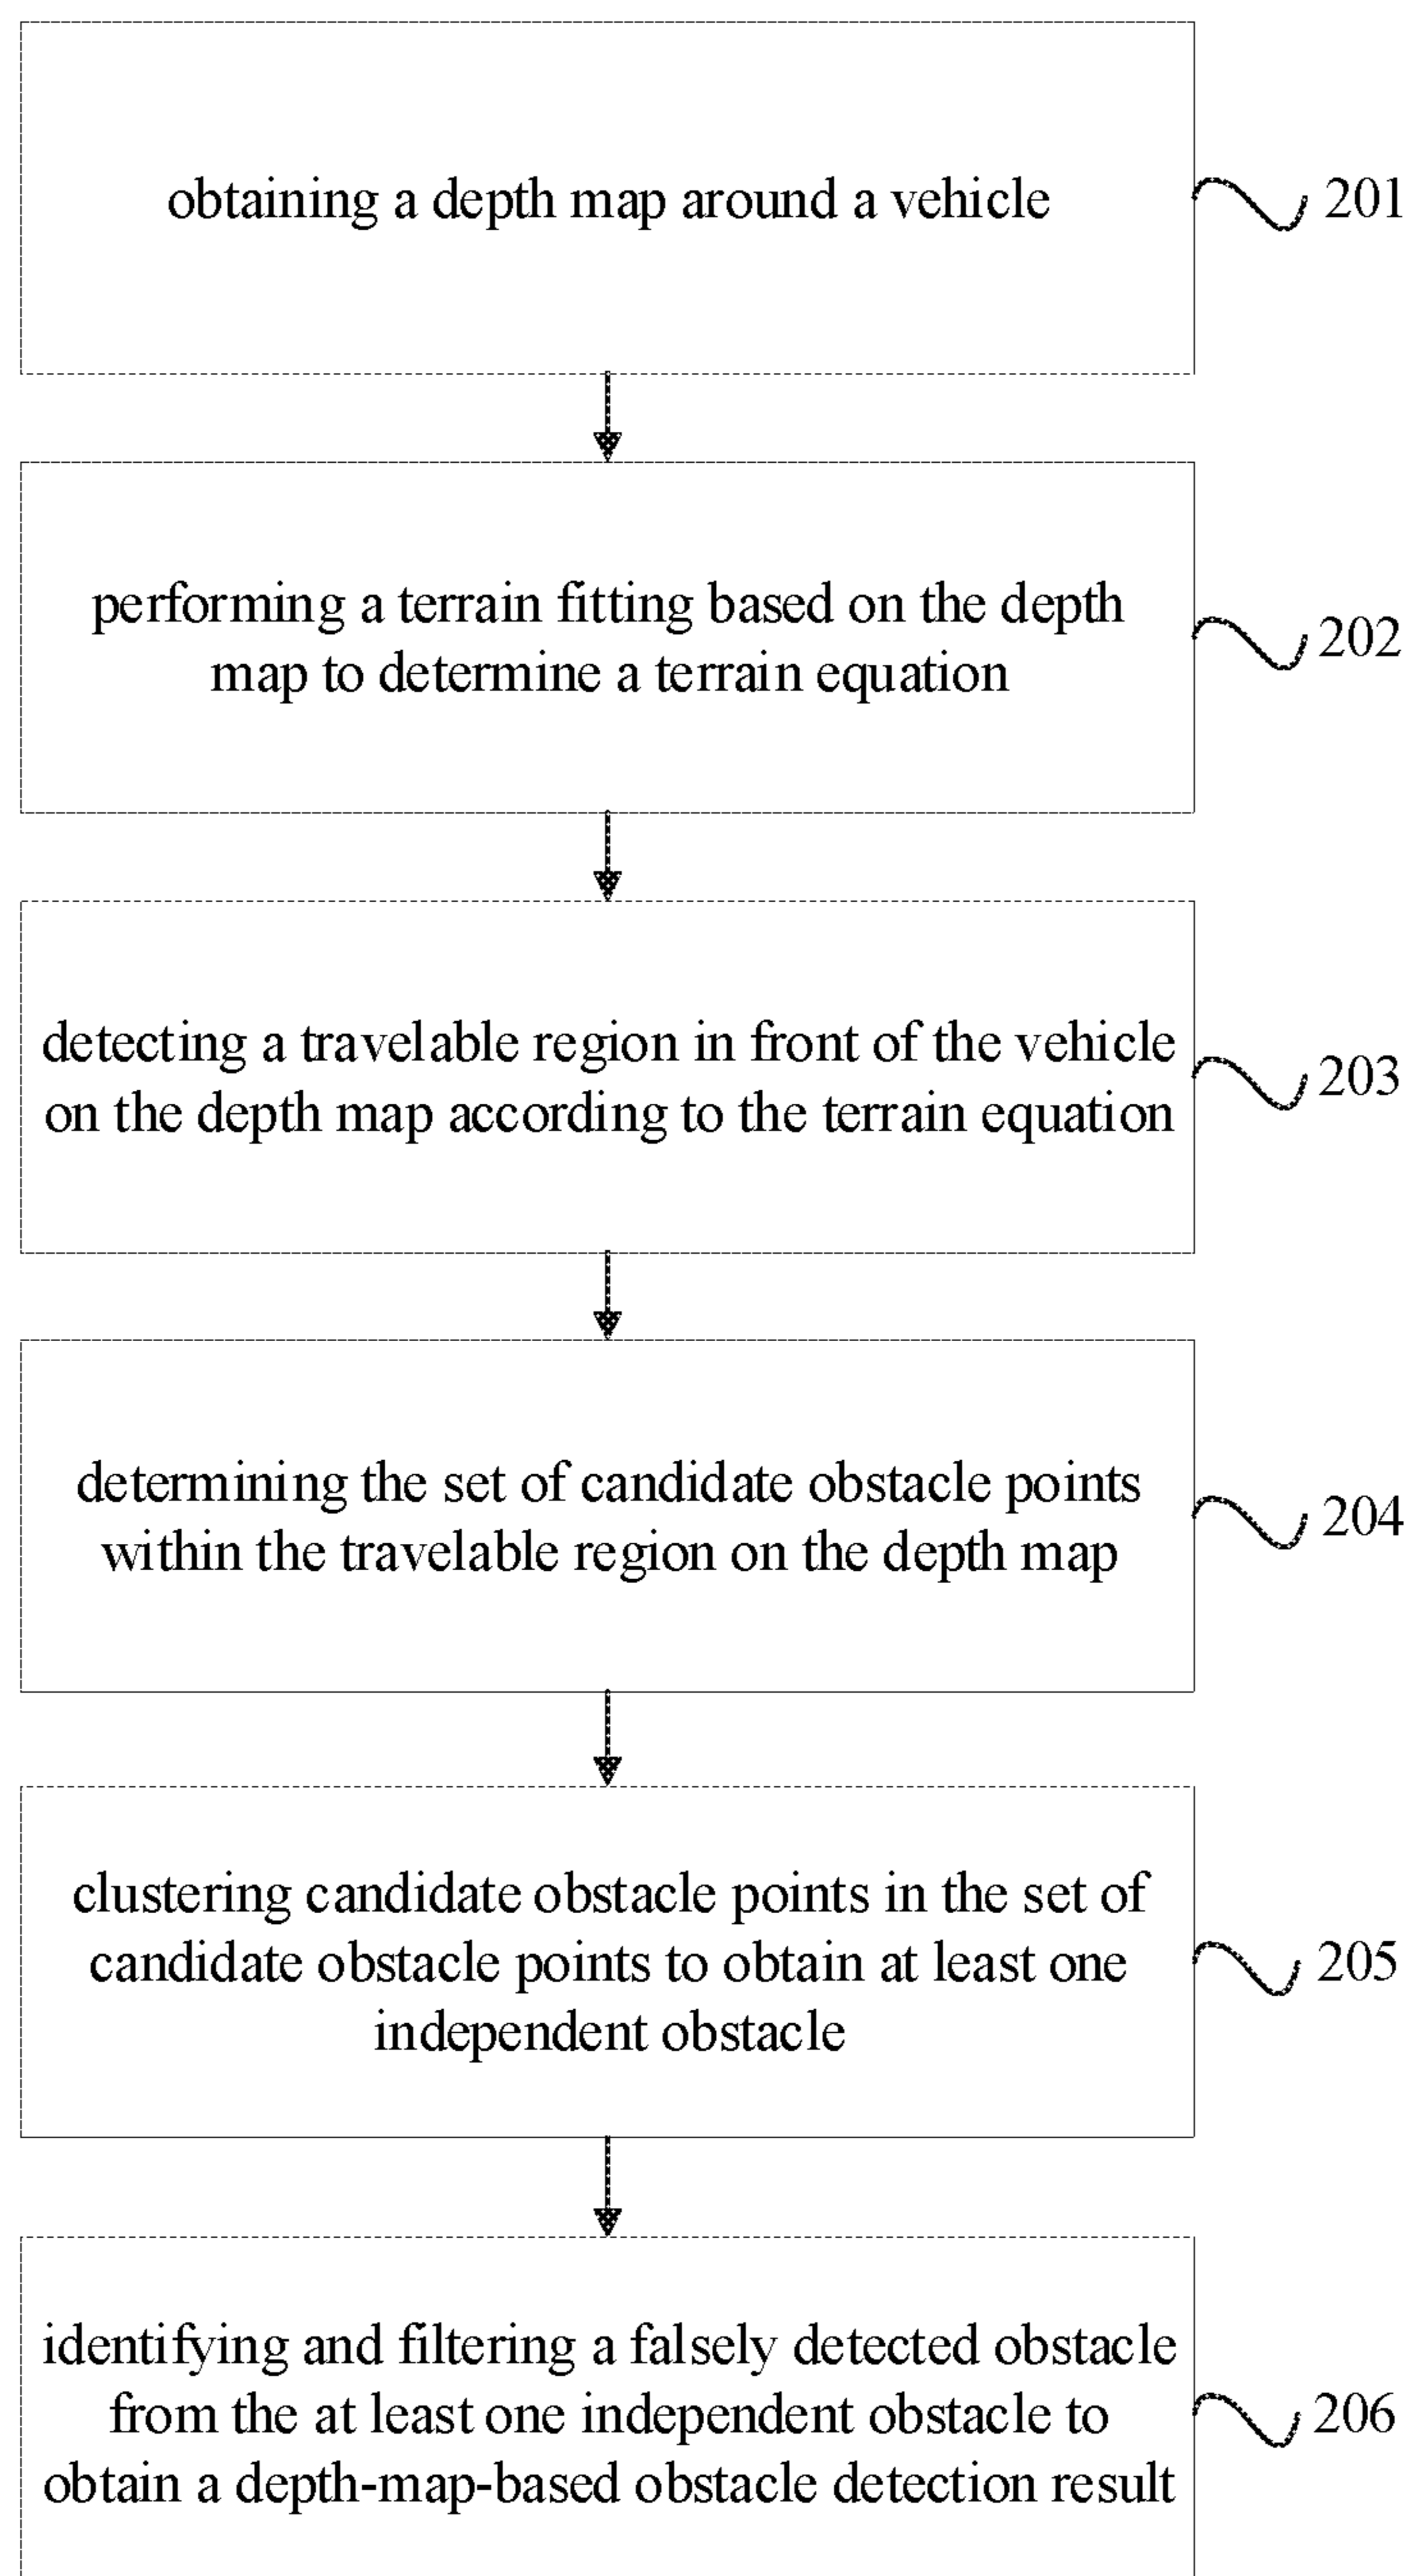 obtaining a depth map around a vehicle
201
performing a terrain fitting based on the depth
map to determine a terrain equation
202
detecting a travelable region in front of the vehicle
on the depth map according to the terrain equation
203
determining the set of candidate obstacle points
within the travelable region on the depth map
204
clustering candidate obstacle points in the set of
candidate obstacle points to obtain at least one
independent obstacle
205
identifying and filtering a falsely detected obstacle
from the at least one independent obstacle to
obtain a depth-map-based obstacle detection result
206